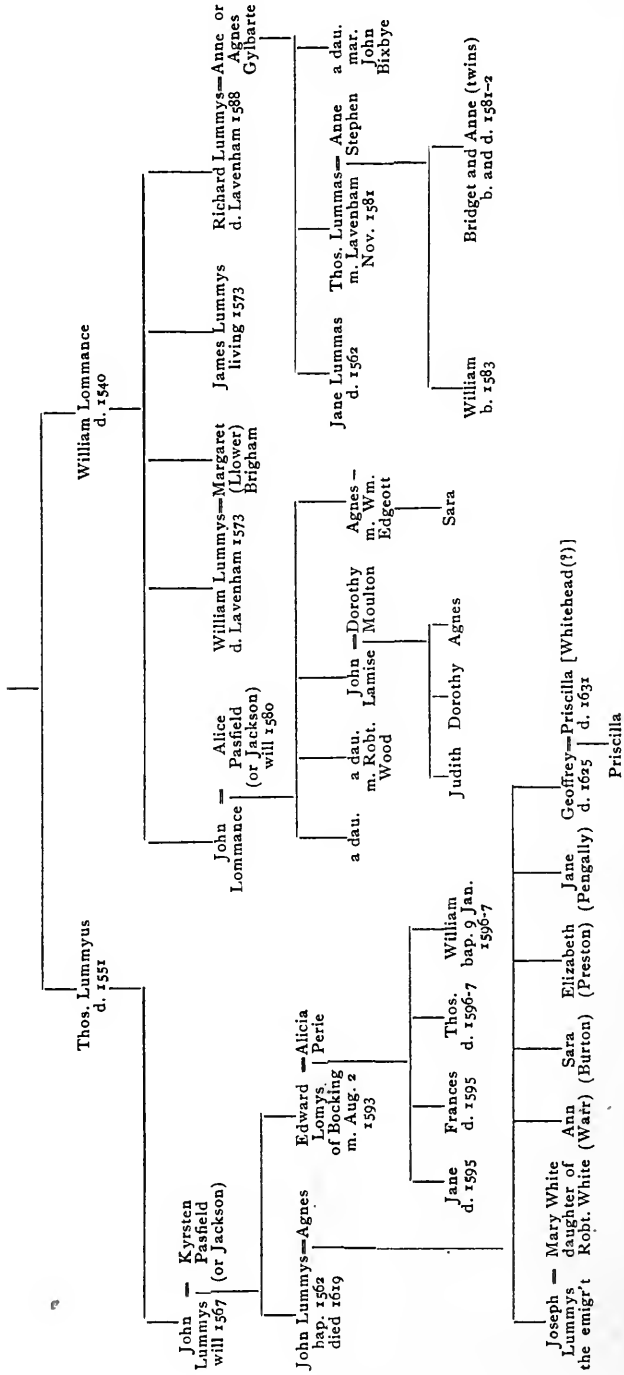 Thos. Lummyus
d. 1551
William Lommance
d. 1540
John = Kyrsten
Lummys Pasfield
will 1567 (or Jackson)
John = Alice
Lommance Pasfield
(or Jackson)
will 1580
William Lummys=Margaret
d. Lavenham 1573 (Llower)
Brigham
James Lummys
living 1573
Richard Lummys=Anne or
d. Lavenham 1588 Agnes
Gylbarte
John Lummys=Agnes
bap. 1562
died 1619
Edward =Alicia
Lomys. Perie
of Bocking
m. Aug. 2
1593
a dau.
a dau.
m. Robt.
Wood
John =Dorothy
Lamise Moulton
Agnes –
m. Wm.
Edgeott
Jane Lummas
d. 1562
Thos. Lummas= Anne
m. Lavenham Stephen
Nov. 1581
a dau.
mar.
John
Bixbye
Jane
d. 1595
Frances
d. 1595
Thos.
d. 1596-7
William
bap. 9 Jan.
1596-7
Judith Dorothy Agnes
Sara
William
b. 1583
Bridget and Anne (twins)
b. and d. 1581-2
Joseph = Mary White
Lummys daughter of
the emigr't Robt. White
Ann
(Warr)
Sara
(Burton)
Elizabeth
(Preston)
Jane
(Pengally)
Geoffrey=Priscilla [Whitehead(?)]
d. 1625 d. 1631
Priscilla